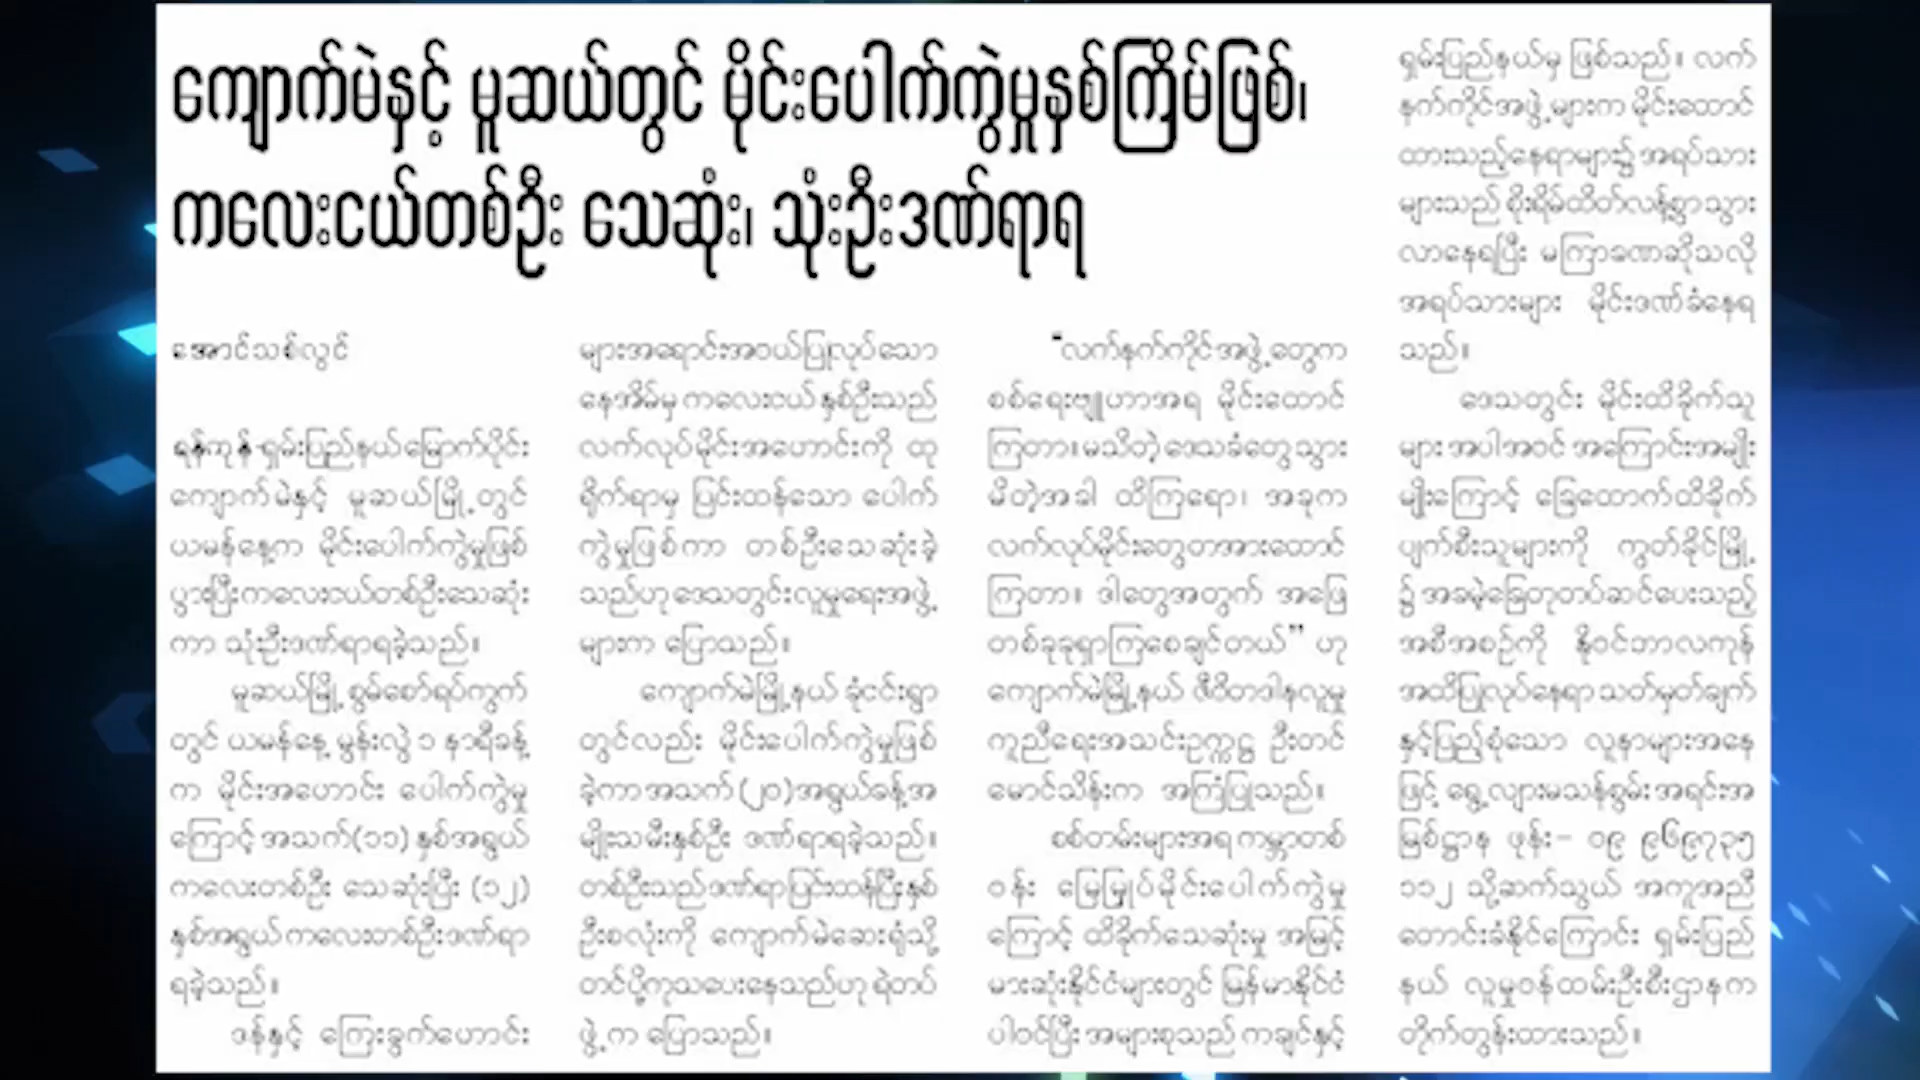 ကျောက်မဲနှင့် မူဆယ်တွင် မိုင်းပေါက်ကွဲမှုနှစ်ကြိမ်ဖြစ်၊
ကလေးငယ်တစ်ဦး သေဆုံး၊ သုံးဦးဒဏ်ရာရ
အောင်သစ်လွင်
ရန်ကုန်-ရှမ်းပြည်နယ်မြောက်ပိုင်း
ကျောက်မဲနှင့် မူဆယ်မြို့တွင်
ယမန်နေ့က မိုင်းပေါက်ကွဲမှုဖြစ်
ပွားပြီးကလေးငယ်တစ်ဦးသေဆုံး
ကာ သုံးဦးဒဏ်ရာရခဲ့သည်။
မူဆယ်မြို့ စွမ်စော်ရပ်ကွက်
တွင် ယမန်နေ့ မွန်းလွဲ ၁ နာရီခန့်
က မိုင်းအဟောင်း ပေါက်ကွဲမှု
ကြောင့် အသက်(၁၁) နှစ်အရွယ်
ကလေးတစ်ဦး သေဆုံးပြီး (၁၂)
နှစ်အရွယ်ကလေးတစ်ဦးဒဏ်ရာ
ရခဲ့သည်။
ဒန်နှင့် ကြေးခွက်ဟောင်း
များအရောင်းအဝယ်ပြုလုပ်သော
နေအိမ်မှ ကလေးငယ်နှစ်ဦးသည်
လက်လုပ်မိုင်းအဟောင်းကို ထု
ရိုက်ရာမှ ပြင်းထန်သော ပေါက်
ကွဲမှုဖြစ်ကာ တစ်ဦးသေဆုံးခဲ့
သည်ဟု ဒေသတွင်းလူမှုရေးအဖွဲ့
များက ပြောသည်။
ကျောက်မဲမြို့နယ် ခုံငင်းရွာ
တွင်လည်း မိုင်းပေါက်ကွဲမှုဖြစ်
ခဲ့ကာ အသက် (၂၀) အရွယ်ခန့် အ
မျိုးသမီးနှစ်ဦး ဒဏ်ရာရခဲ့သည်။
တစ်ဦးသည်ဒဏ်ရာပြင်းထန်ပြီးနှစ်
ဦးစလုံးကို ကျောက်မဲဆေးရုံသို့
တင်ပို့ကုသပေးနေသည်ဟု ရဲတပ်
ဖွဲ့က ပြောသည်။
“လက်နက်ကိုင်အဖွဲ့တွေက
စစ်ရေးဗျူဟာအရ မိုင်းထောင်
ကြတာ။ မသိတဲ့ ဒေသခံတွေသွား
မိတဲ့အခါ ထိကြရော၊ အခုက
လက်လုပ်မိုင်းတွေတအားထောင်
ကြတာ။ ဒါတွေအတွက် အဖြေ
တစ်ခုခုရှာကြစေချင်တယ်” ဟု
ကျောက်မဲမြို့နယ် ဇီဝိတဒါနလူမှု
ကူညီရေးအသင်းဥက္ကဋ္ဌ ဦးတင်
မောင်သိန်းက အကြံပြုသည်။
စစ်တမ်းများအရ ကမ္ဘာတစ်
ဝန်း မြေမြှုပ်မိုင်းပေါက်ကွဲမှု
ကြောင့် ထိခိုက်သေဆုံးမှု အမြင့်
မားဆုံးနိုင်ငံများတွင် မြန်မာနိုင်ငံ
ပါဝင်ပြီး အများစုသည် ကချင်နှင့်
ရှမ်းပြည်နယ်မှ ဖြစ်သည်။ လက်
နက်ကိုင်အဖွဲ့များက မိုင်းထောင်
ထားသည့်နေရာများ၌ အရပ်သား
များသည် စိုးရိမ်ထိတ်လန့်စွာ သွား
လာနေရပြီး မကြာခဏဆိုသလို
အရပ်သားများ မိုင်းဒဏ်ခံနေရ
သည်။
ဒေသတွင်း မိုင်းထိခိုက်သူ
များ အပါအဝင် အကြောင်းအမျိုး
မျိုးကြောင့် ခြေထောက်ထိခိုက်
ပျက်စီးသူများကို ကွတ်ခိုင်မြို့
၌ အခမဲ့ခြေတုတပ်ဆင်ပေးသည့်
အစီအစဉ်ကို နိုဝင်ဘာလကုန်
အထိပြုလုပ်နေရာ သတ်မှတ်ချက်
နှင့်ပြည့်စုံသော လူနာများအနေ
ဖြင့် ရွှေ့လျားမသန်စွမ်း အရင်းအ
မြစ်ဌာန ဖုန်း– ၀၉ ၉၆၉၇၃၅
၁၁၂ သို့ဆက်သွယ် အကူအညီ
တောင်းခံနိုင်ကြောင်း ရှမ်းပြည်
နယ် လူမှုဝန်ထမ်းဦးစီးဌာနက
တိုက်တွန်းထားသည်။